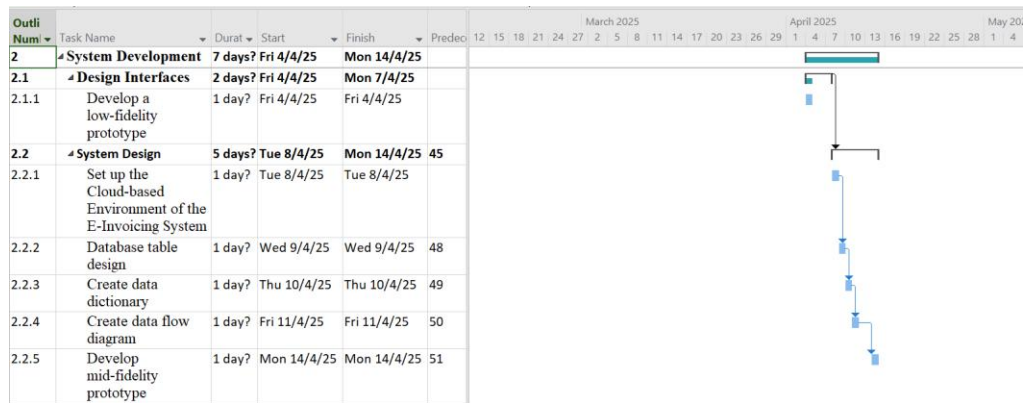 March 2025 April 2025 May 202
Outli
Num Task Name Durat Start Finish Predec 12 15 18 21 24 27 2 5 8 11 14 17 20 23 26 29 1 4 7 10 13 16 19 22 25 28 1 4
2 System Development 7 days? Fri 4/4/25 Mon 14/4/25
2.1 Design Interfaces 2 days? Fri 4/4/25 Mon 7/4/25
2.1.1 Develop a 1 day? Fri 4/4/25 Fri 4/4/25
low-fidelity
prototype
2.2 System Design 5 days? Tue 8/4/25 Mon 14/4/25 45
2.2.1 Set up the 1 day? Tue 8/4/25 Tue 8/4/25
Cloud-based
Environment of the
E-Invoicing System
2.2.2 Database table 1 day? Wed 9/4/25 Wed 9/4/25 48
design
2.2.3 Create data 1 day? Thu 10/4/25 Thu 10/4/25 49
dictionary
2.2.4 Create data flow 1 day? Fri 11/4/25 Fri 11/4/25 50
diagram
2.2.5 Develop 1 day? Mon 14/4/25 Mon 14/4/25 51
mid-fidelity
prototype